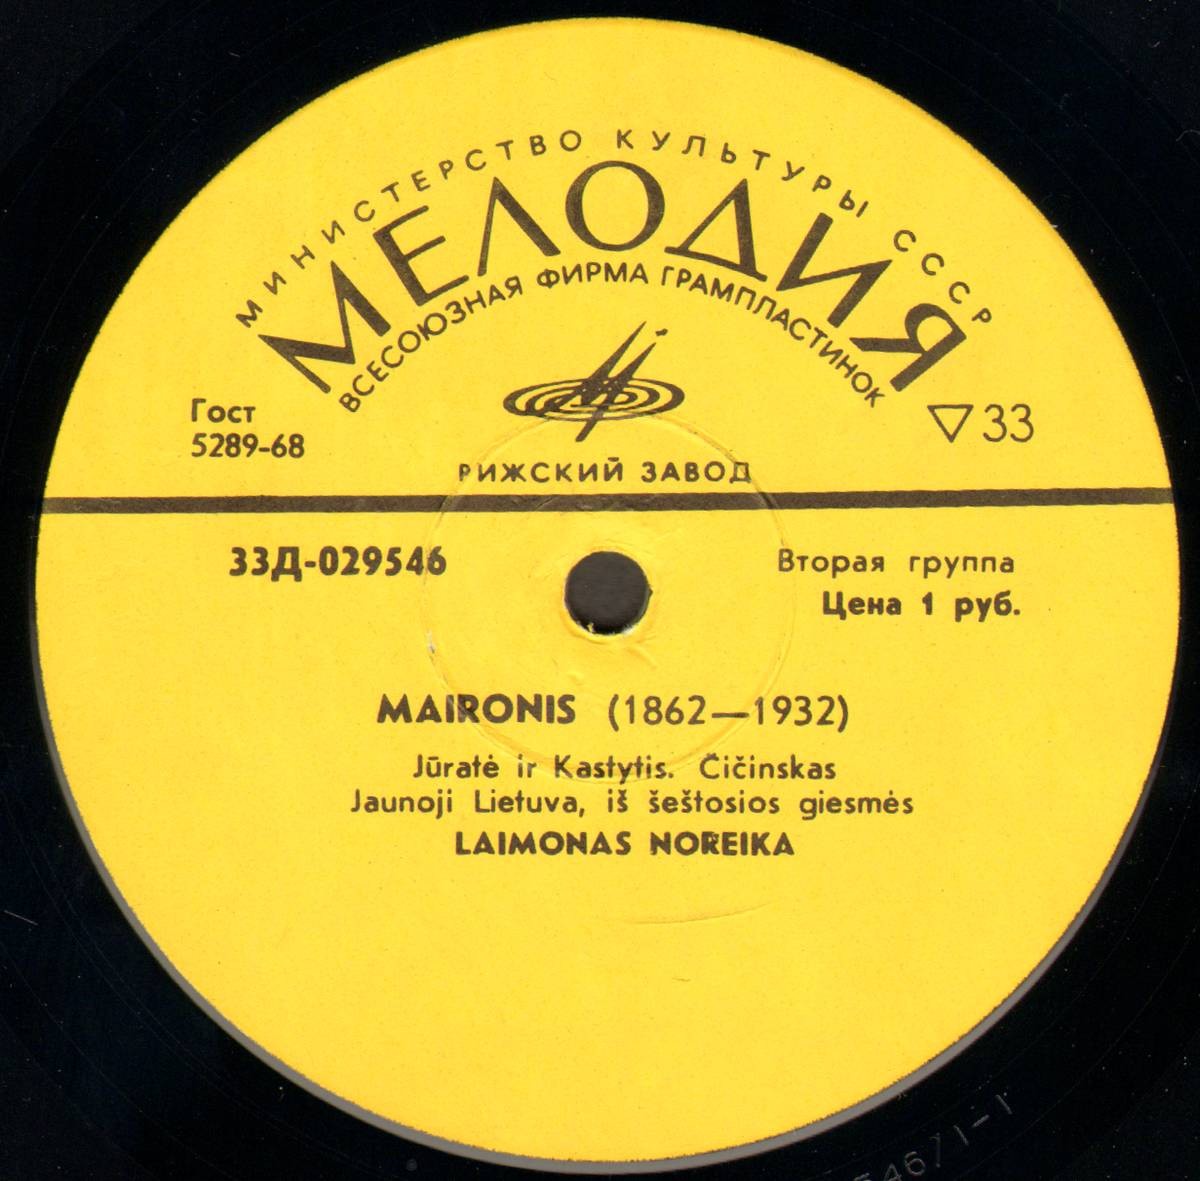 МИНИСТЕРСТВО КУЛЬТУРЫ СССР
МЕЛОДИЯ
ВСЕСОЮЗНАЯ ФИРМА ГРАМПЛАСТИНОК
Гост
5289-68
33
РИЖСКИЙ ЗАВОД
33Д-029546
Вторая группа
Цена 1 руб.
MAIRONIS (1862—1932)
Jūratė ir Kastytis. Čičinskas
Jaunoji Lietuva, iš šeštosios giesmės
LAIMONAS NOREIKA